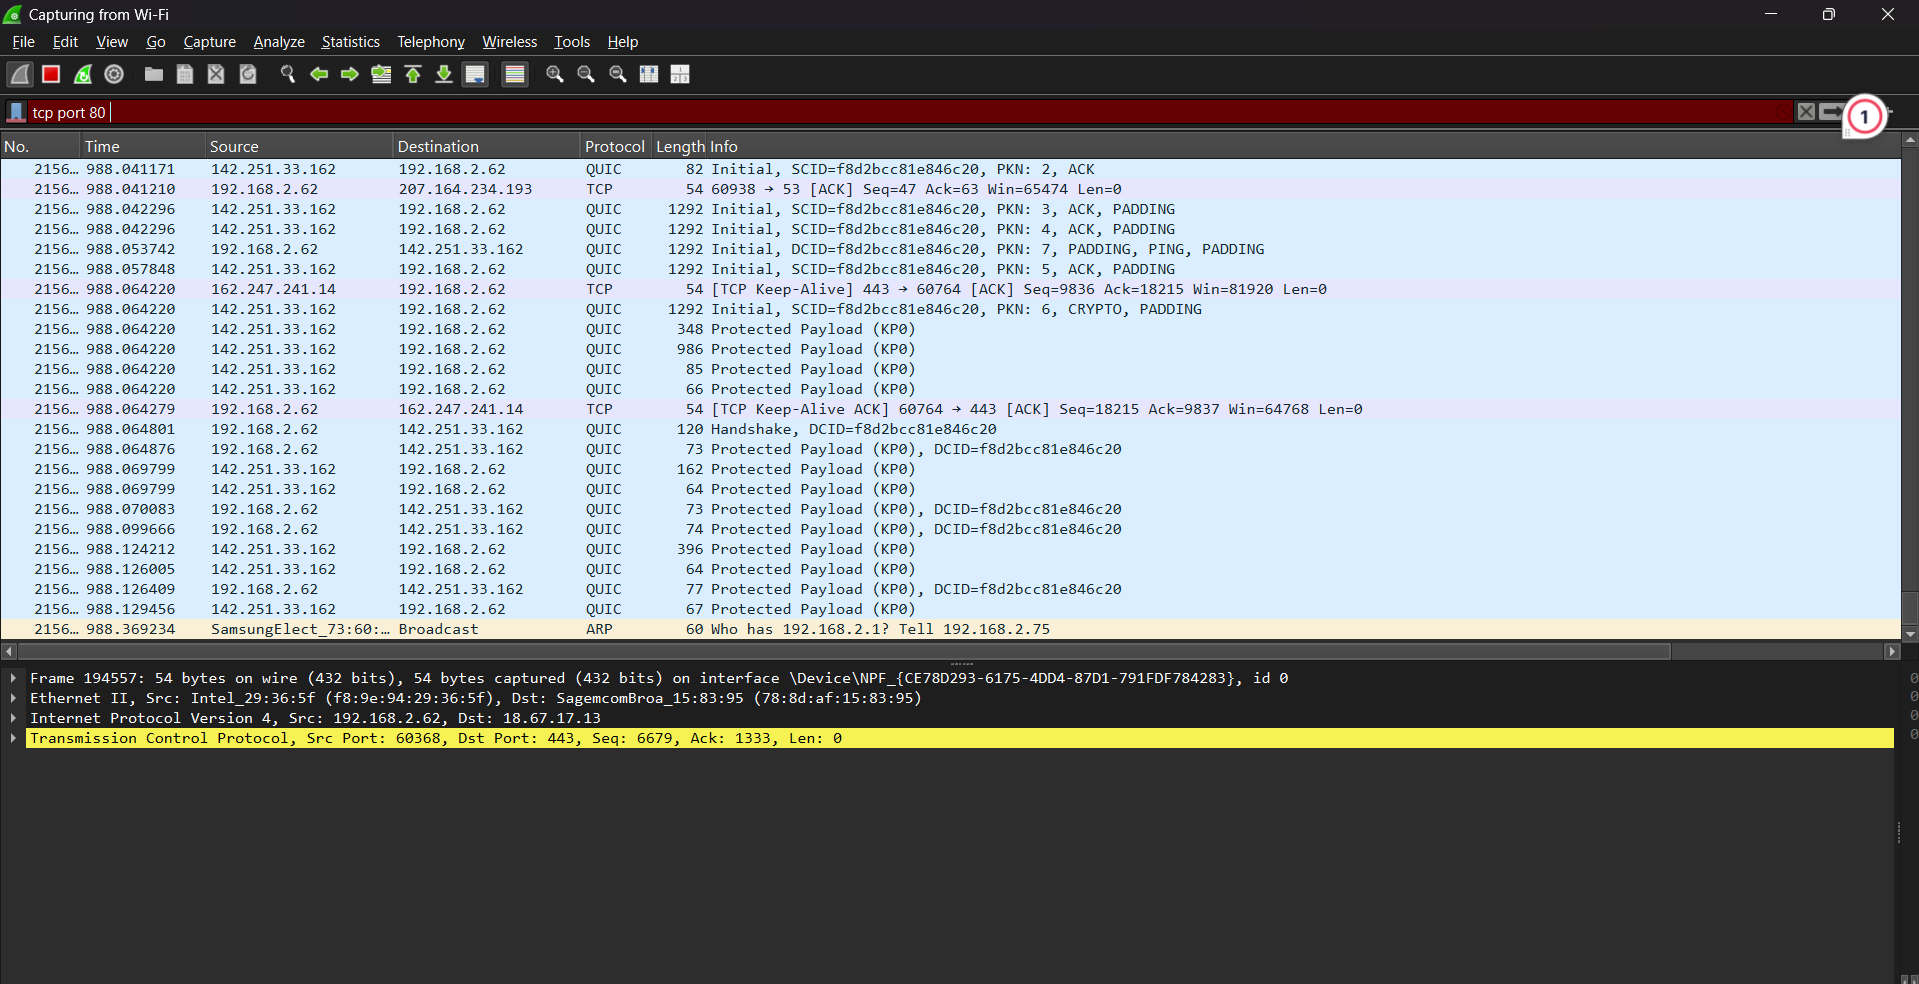 Capturing from Wi-Fi
File Edit View Go Capture Analyze Statistics Telephony Wireless Tools Help
tcp port 80
1
No. Time Source Destination Protocol Length Info
2156… 988.041171 142.251.33.162 192.168.2.62 QUIC 82 Initial, SCID=f8d2bcc81e846c20, PKN: 2, ACK
2156… 988.041210 192.168.2.62 207.164.234.193 TCP 54 60938 → 53 [ACK] Seq=47 Ack=63 Win=65474 Len=0
2156… 988.042296 142.251.33.162 192.168.2.62 QUIC 1292 Initial, SCID=f8d2bcc81e846c20, PKN: 3, ACK, PADDING
2156… 988.042296 142.251.33.162 192.168.2.62 QUIC 1292 Initial, SCID=f8d2bcc81e846c20, PKN: 4, ACK, PADDING
2156… 988.053742 192.168.2.62 142.251.33.162 QUIC 1292 Initial, DCID=f8d2bcc81e846c20, PKN: 7, PADDING, PING, PADDING
2156… 988.057848 142.251.33.162 192.168.2.62 QUIC 1292 Initial, SCID=f8d2bcc81e846c20, PKN: 5, ACK, PADDING
2156… 988.064220 162.247.241.14 192.168.2.62 TCP 54 [TCP Keep-Alive] 443 → 60764 [ACK] Seq=9836 Ack=18215 Win=81920 Len=0
2156… 988.064220 142.251.33.162 192.168.2.62 QUIC 1292 Initial, SCID=f8d2bcc81e846c20, PKN: 6, CRYPTO, PADDING
2156… 988.064220 142.251.33.162 192.168.2.62 QUIC 348 Protected Payload (KP0)
2156… 988.064220 142.251.33.162 192.168.2.62 QUIC 986 Protected Payload (KP0)
2156… 988.064220 142.251.33.162 192.168.2.62 QUIC 85 Protected Payload (KP0)
2156… 988.064220 142.251.33.162 192.168.2.62 QUIC 66 Protected Payload (KP0)
2156… 988.064279 192.168.2.62 162.247.241.14 TCP 54 [TCP Keep-Alive ACK] 60764 → 443 [ACK] Seq=18215 Ack=9837 Win=64768 Len=0
2156… 988.064801 192.168.2.62 142.251.33.162 QUIC 120 Handshake, DCID=f8d2bcc81e846c20
2156… 988.064876 192.168.2.62 142.251.33.162 QUIC 73 Protected Payload (KP0), DCID=f8d2bcc81e846c20
2156… 988.069799 142.251.33.162 192.168.2.62 QUIC 162 Protected Payload (KP0)
2156… 988.069799 142.251.33.162 192.168.2.62 QUIC 64 Protected Payload (KP0)
2156… 988.070083 192.168.2.62 142.251.33.162 QUIC 73 Protected Payload (KP0), DCID=f8d2bcc81e846c20
2156… 988.099666 192.168.2.62 142.251.33.162 QUIC 74 Protected Payload (KP0), DCID=f8d2bcc81e846c20
2156… 988.124212 142.251.33.162 192.168.2.62 QUIC 396 Protected Payload (KP0)
2156… 988.126005 142.251.33.162 192.168.2.62 QUIC 64 Protected Payload (KP0)
2156… 988.126409 192.168.2.62 142.251.33.162 QUIC 77 Protected Payload (KP0), DCID=f8d2bcc81e846c20
2156… 988.129456 142.251.33.162 192.168.2.62 QUIC 67 Protected Payload (KP0)
2156… 988.369234 SamsungElect_73:60:… Broadcast ARP 60 Who has 192.168.2.1? Tell 192.168.2.75
Frame 194557: 54 bytes on wire (432 bits), 54 bytes captured (432 bits) on interface \Device\NPF_{CE78D293-6175-4DD4-87D1-791FDF784283}, id 0
Ethernet II, Src: Intel_29:36:5f (f8:9e:94:29:36:5f), Dst: SagemcomBroa_15:83:95 (78:8d:af:15:83:95)
Internet Protocol Version 4, Src: 192.168.2.62, Dst: 18.67.17.13
Transmission Control Protocol, Src Port: 60368, Dst Port: 443, Seq: 6679, Ack: 1333, Len: 0